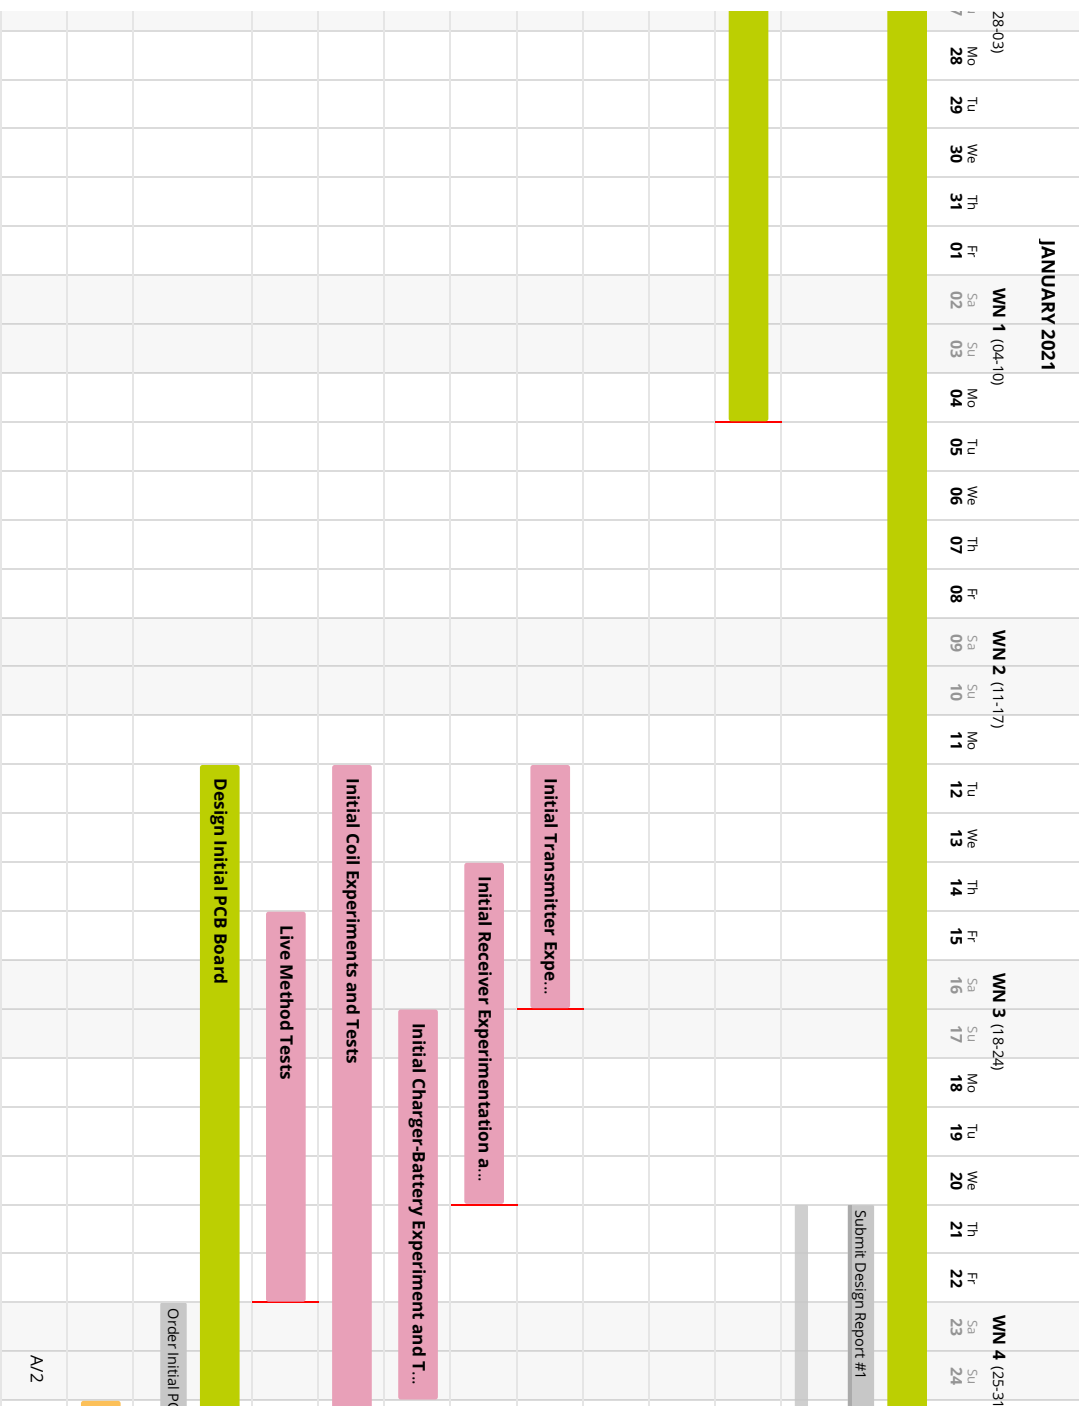 JANUARY 2021
28-03)
WN 1 (04-10)
WN 2 (11-17)
WN 3 (18-24)
WN 4 (25-31
Mo Tu We Th Fr Sa Su Mo Tu We Th Fr Sa Su Mo Tu We Th Fr Sa Su Mo Tu We Th Fr Sa Su
28 29 30 31 01 02 03 04 05 06 07 08 09 10 11 12 13 14 15 16 17 18 19 20 21 22 23 24
Submit Design Report #1
Initial Transmitter Expe...
Initial Receiver Experimentation a...
Initial Charger-Battery Experiment and T...
Initial Coil Experiments and Tests
Live Method Tests
Design Initial PCB Board
Order Initial PC
A/2